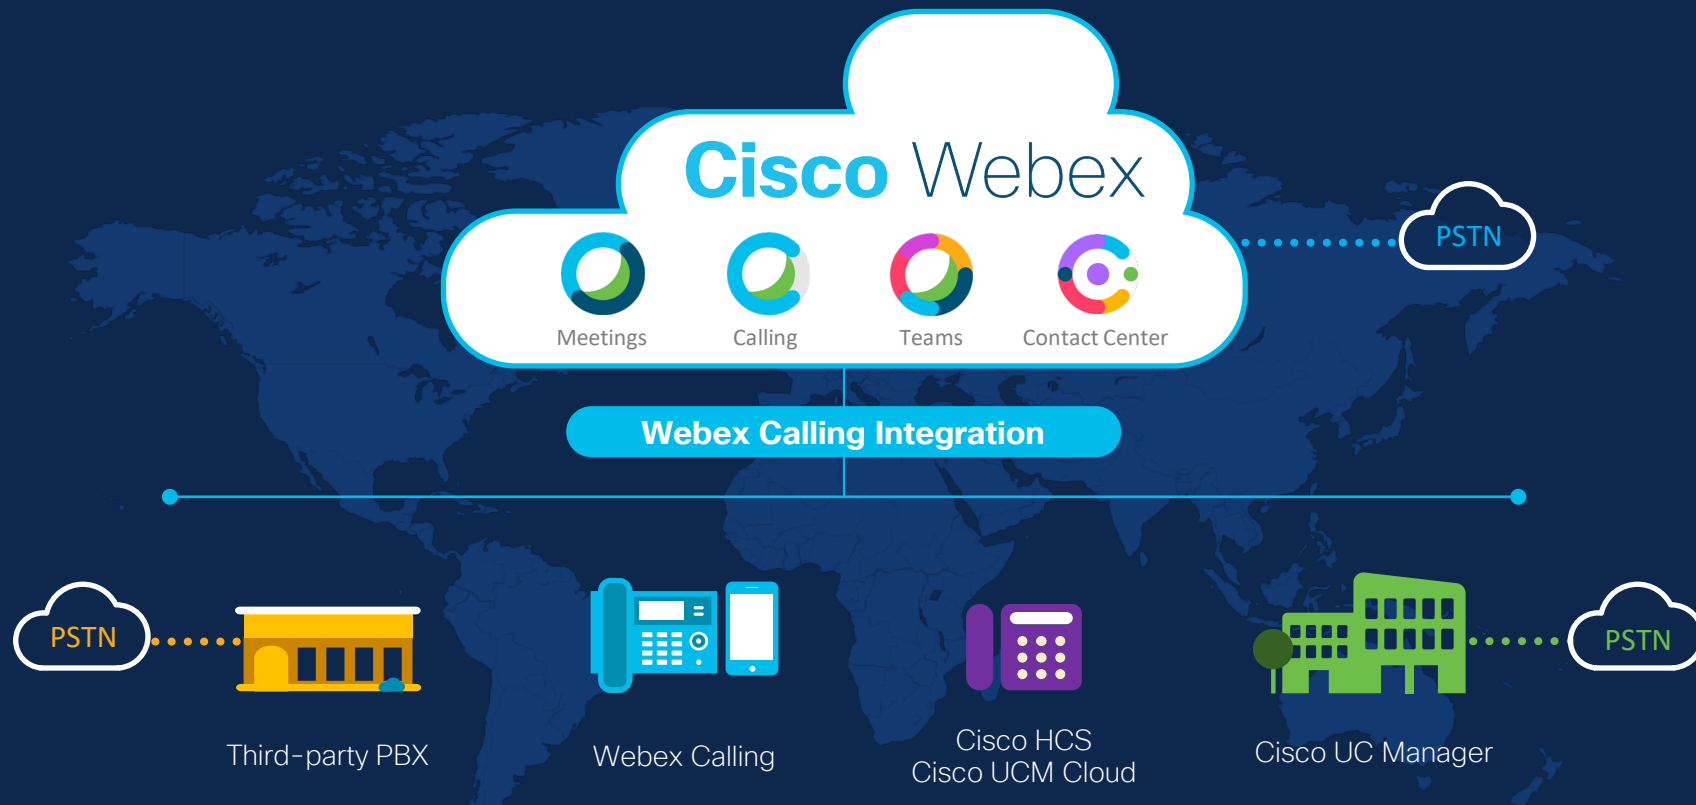 Cisco Webex
PSTN
Meetings
Calling
Teams
Contact Center
Webex Calling Integration
PSTN
PSTN
Third-party PBX
Webex Calling
Cisco HCS
Cisco UCM Cloud
Cisco UC Manager